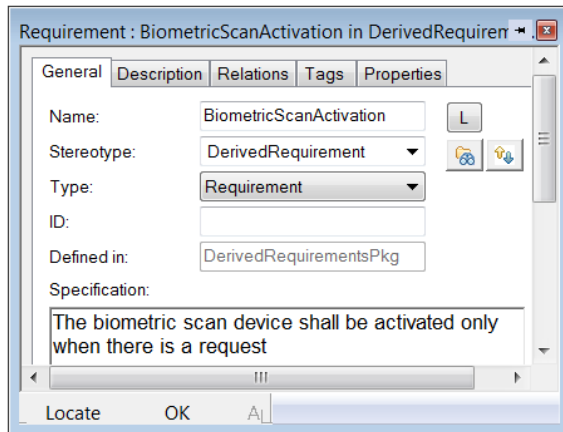 Requirement : BiometricScanActivation in DerivedRequirem
General Description Relations Tags Properties
Name: BiometricScanActivation L
Stereotype: DerivedRequirement
Type: Requirement
ID:
Defined in: DerivedRequirementsPkg
Specification:
The biometric scan device shall be activated only
when there is a request
Locate OK